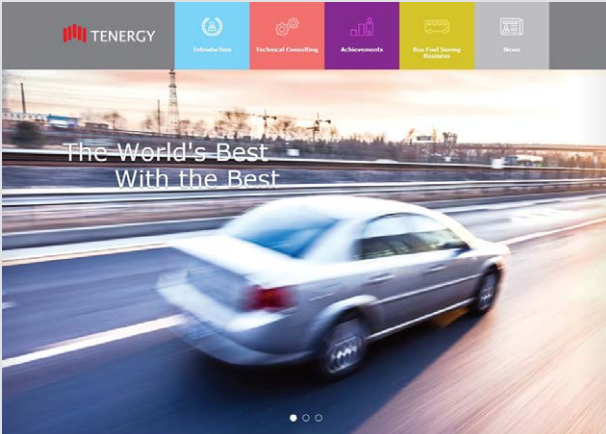 TENERGY
Introduction
Technical Consulting
Achievements
Bus Fuel Saving
Business
News
The World's Best
With the Best